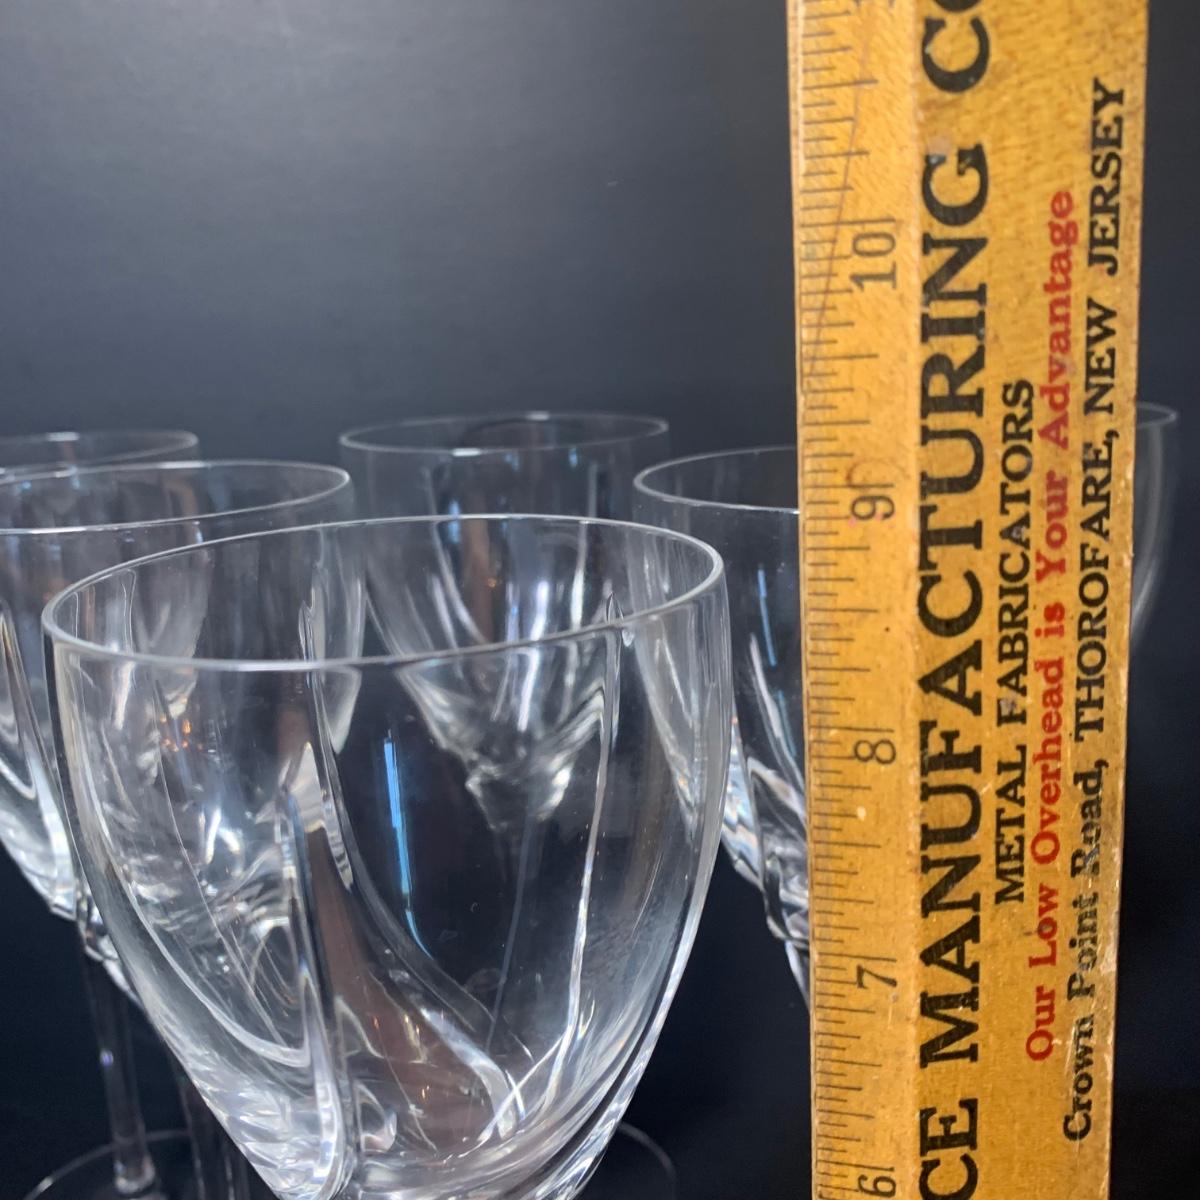 10
9
8
7
6
CE MANUFACTURING CO
METAL FABRICATORS
Our Low Overhead is Your Advantage
Crown Point Road, THOROFARE, NEW JERSEY